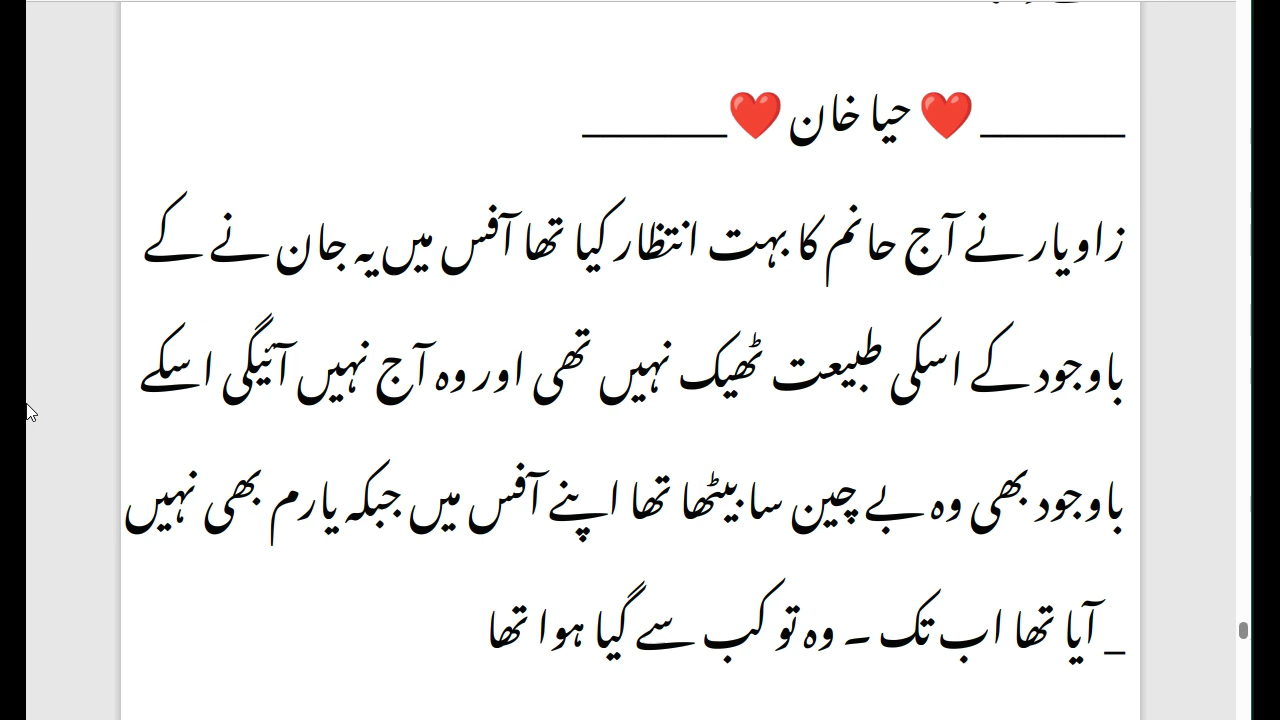 ______ ❤️ حیا خان ❤️______
زاویار نے آج حانم کا بہت انتظار کیا تھا آفس میں یہ جان نے کے
باوجود کے اسکی طبیعت ٹھیک نہیں تھی اور وہ آج نہیں آئیگی اسکے
باوجود بھی وہ بے چین سا بیٹھا تھا اپنے آفس میں جبکہ یارم بھی نہیں
_ آیا تھا اب تک ۔ وہ تو کب سے گیا ہوا تھا